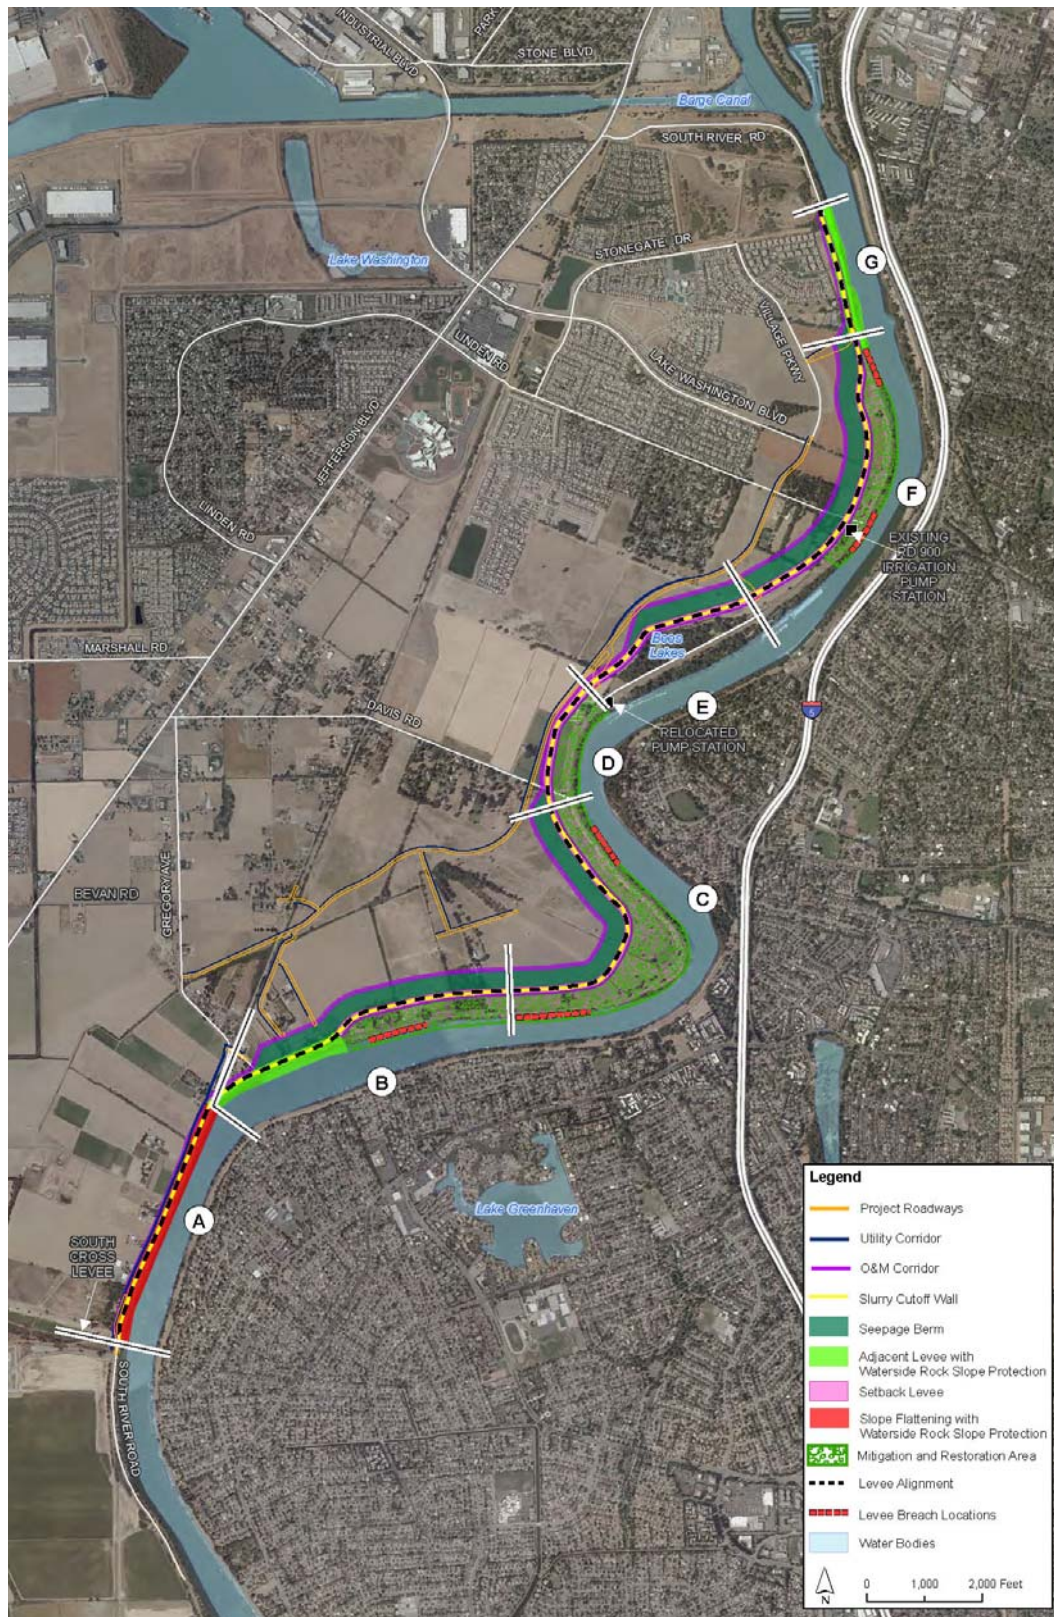 INDUSTRIAL BLVD
PARK
STONE BLVD
Barge Canal
SOUTH RIVER RD
STONEGATE DR
Lake Washington
G
VILLAGE PKWY
LINDEN RD
LAKE WASHINGTON BLVD
JEFFERSON BLVD
F
LINDEN RD
EXISTING
RD 900
IRRIGATION
PUMP
STATION
MARSHALL RD
Bees
Lakes
DAVIS RD
E
5
RELOCATED
PUMP STATION
D
GREGORY AVE
BEVAN RD
C
B
A
SOUTH
CROSS
LEVEE
Lake Greenhaven
SOUTH RIVER ROAD
Legend
Project Roadways
Utility Corridor
O&M Corridor
Slurry Cutoff Wall
Seepage Berm
Adjacent Levee with
Waterside Rock Slope Protection
Setback Levee
Slope Flattening with
Waterside Rock Slope Protection
Mitigation and Restoration Area
Levee Alignment
Levee Breach Locations
Water Bodies
N
0 1,000 2,000 Feet